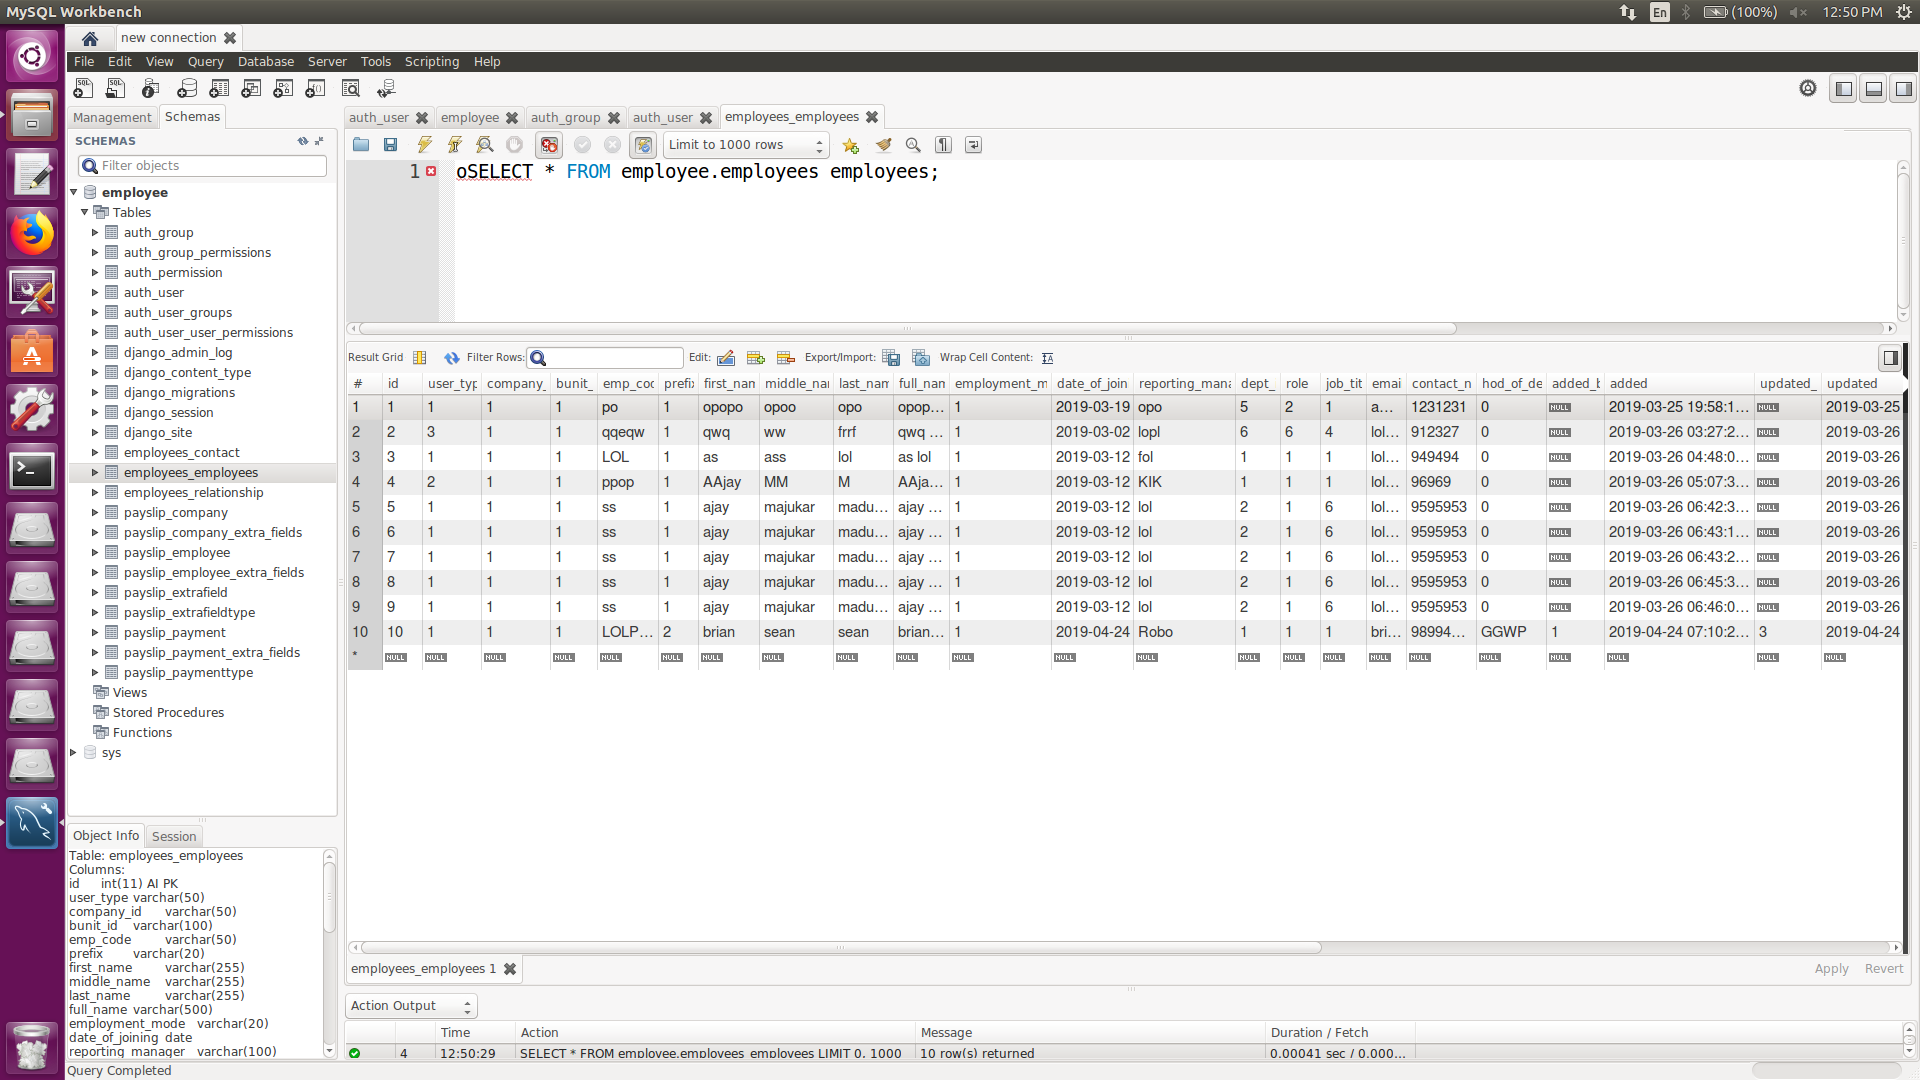 MySQL Workbench
En
(100%)
12:50 PM
new connection
File Edit View Query Database Server Tools Scripting Help
Management Schemas
SCHEMAS
Filter objects
employee
Tables
auth_group
auth_group_permissions
auth_permission
auth_user
auth_user_groups
auth_user_user_permissions
django_admin_log
django_content_type
django_migrations
django_session
django_site
employees_contact
employees_employees
employees_relationship
payslip_company
payslip_company_extra_fields
payslip_employee
payslip_employee_extra_fields
payslip_extrafield
payslip_extrafieldtype
payslip_payment
payslip_payment_extra_fields
payslip_paymenttype
Views
Stored Procedures
Functions
sys
Object Info Session
Table: employees_employees
Columns:
id int(11) AI PK
user_type varchar(50)
company_id varchar(50)
bunit_id varchar(100)
emp_code varchar(50)
prefix varchar(20)
first_name varchar(255)
middle_name varchar(255)
last_name varchar(255)
full_name varchar(500)
employment_mode varchar(20)
date_of_joining date
reporting_manager varchar(100)
Query Completed
auth_user employee auth_group auth_user employees_employees
Limit to 1000 rows
1 oSELECT * FROM employee.employees employees;
Result Grid Filter Rows: Edit: Export/Import: Wrap Cell Content:
# id user_typ company_ bunit_ emp_coc prefix first_nam middle_na last_nam full_nam employment_m date_of_join reporting_mana dept_ role job_tit emai contact_n hod_of_de added_b added updated_ updated
1 1 1 1 1 po 1 opopo opoo opo opop... 1 2019-03-19 opo 5 2 1 a... 1231231 0 NULL 2019-03-25 19:58:1... NULL 2019-03-25
2 2 3 1 1 qqeqw 1 qwq ww frrf qwq ... 1 2019-03-02 lopl 6 6 4 lol... 912327 0 NULL 2019-03-26 03:27:2... NULL 2019-03-26
3 3 1 1 1 LOL 1 as ass lol as lol 1 2019-03-12 fol 1 1 1 lol... 949494 0 NULL 2019-03-26 04:48:0... NULL 2019-03-26
4 4 2 1 1 ppop 1 AAjay MM M AAja... 1 2019-03-12 KIK 1 1 1 lol... 96969 0 NULL 2019-03-26 05:07:3... NULL 2019-03-26
5 5 1 1 1 ss 1 ajay majukar madu... ajay ... 1 2019-03-12 lol 2 1 6 lol... 9595953 0 NULL 2019-03-26 06:42:3... NULL 2019-03-26
6 6 1 1 1 ss 1 ajay majukar madu... ajay ... 1 2019-03-12 lol 2 1 6 lol... 9595953 0 NULL 2019-03-26 06:43:1... NULL 2019-03-26
7 7 1 1 1 ss 1 ajay majukar madu... ajay ... 1 2019-03-12 lol 2 1 6 lol... 9595953 0 NULL 2019-03-26 06:43:2... NULL 2019-03-26
8 8 1 1 1 ss 1 ajay majukar madu... ajay ... 1 2019-03-12 lol 2 1 6 lol... 9595953 0 NULL 2019-03-26 06:45:3... NULL 2019-03-26
9 9 1 1 1 ss 1 ajay majukar madu... ajay ... 1 2019-03-12 lol 2 1 6 lol... 9595953 0 NULL 2019-03-26 06:46:0... NULL 2019-03-26
10 10 1 1 1 LOLP... 2 brian sean sean brian... 1 2019-04-24 Robo 1 1 1 bri... 98994... GGWP 1 2019-04-24 07:10:2... 3 2019-04-24
* NULL NULL NULL NULL NULL NULL NULL NULL NULL NULL NULL NULL NULL NULL NULL NULL NULL NULL NULL NULL NULL NULL NULL
employees_employees 1
Apply Revert
Action Output
Time Action Message Duration / Fetch
4 12:50:29 SELECT * FROM employee.employees_employees LIMIT 0, 1000 10 row(s) returned 0.00041 sec / 0.000...